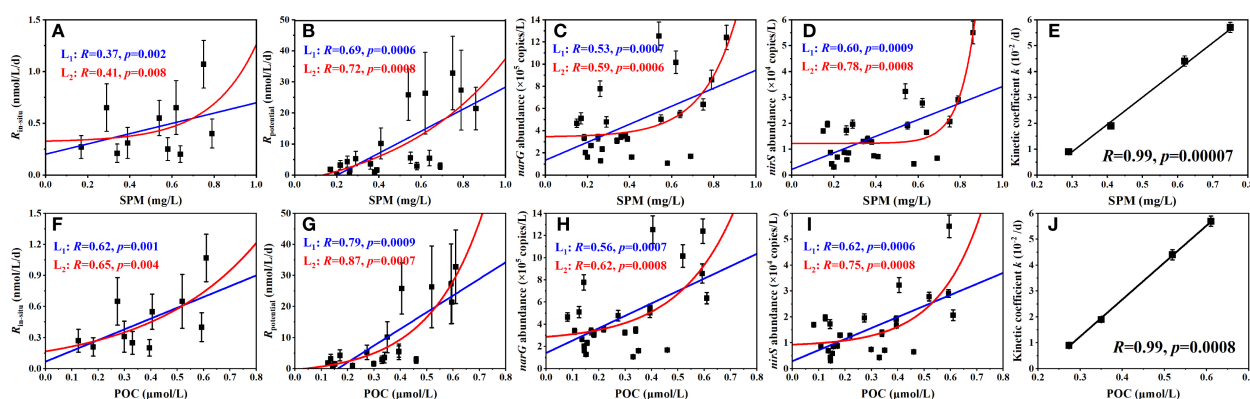 A
L₁: R=0.37, p=0.002
L₂: R=0.41, p=0.008
R in-situ (nmol/L/d)
1.5
1.0
0.5
0.0
0.0 0.2 0.4 0.6 0.8 1.0
SPM (mg/L)
B
L₁: R=0.69, p=0.0006
L₂: R=0.72, p=0.0008
R potential (nmol/L/d)
50
40
30
20
10
0
0.0 0.2 0.4 0.6 0.8 1.0
SPM (mg/L)
C
L₁: R=0.53, p=0.0007
L₂: R=0.59, p=0.0006
narG abundance (×10⁵ copies/L)
14
12
10
8
6
4
2
0
0.0 0.2 0.4 0.6 0.8 1.0
SPM (mg/L)
D
L₁: R=0.60, p=0.0009
L₂: R=0.78, p=0.0008
nirS abundance (×10⁴ copies/L)
6
5
4
3
2
1
0
0.0 0.2 0.4 0.6 0.8 1.0
SPM (mg/L)
E
R=0.99, p=0.00007
Kinetic coefficient k (10⁻² /d)
6
5
4
3
2
1
0
0.2 0.3 0.4 0.5 0.6 0.7 0.8
SPM (mg/L)
F
L₁: R=0.62, p=0.001
L₂: R=0.65, p=0.004
R in-situ (nmol/L/d)
1.5
1.2
0.9
0.6
0.3
0.0
0.0 0.1 0.2 0.3 0.4 0.5 0.6 0.7 0.8
POC (µmol/L)
G
L₁: R=0.79, p=0.0009
L₂: R=0.87, p=0.0007
R potential (nmol/L/d)
50
40
30
20
10
0
0.0 0.1 0.2 0.3 0.4 0.5 0.6 0.7 0.8
POC (µmol/L)
H
L₁: R=0.56, p=0.0007
L₂: R=0.62, p=0.0008
narG abundance (×10⁵ copies/L)
14
12
10
8
6
4
2
0
0.0 0.1 0.2 0.3 0.4 0.5 0.6 0.7 0.8
POC (µmol/L)
I
L₁: R=0.62, p=0.0006
L₂: R=0.75, p=0.0008
nirS abundance (×10⁴ copies/L)
6
5
4
3
2
1
0
0.0 0.1 0.2 0.3 0.4 0.5 0.6 0.7 0.8
POC (µmol/L)
J
R=0.99, p=0.0008
Kinetic coefficient k (10⁻² /d)
6
5
4
3
2
1
0
0.2 0.3 0.4 0.5 0.6
POC (µmol/L)